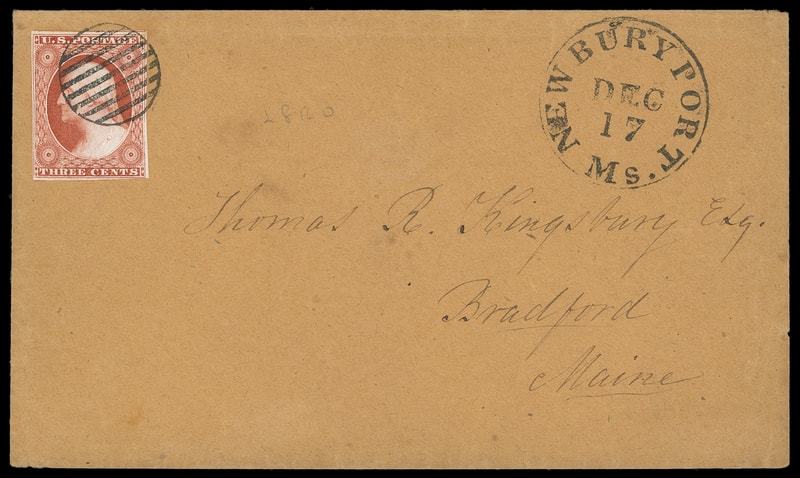 U.S. POSTAGE
THREE CENTS
NEWBURYPORT
DEC
17
Ms.
Thomas R. Kingsbury Esq.
Bradford
Maine